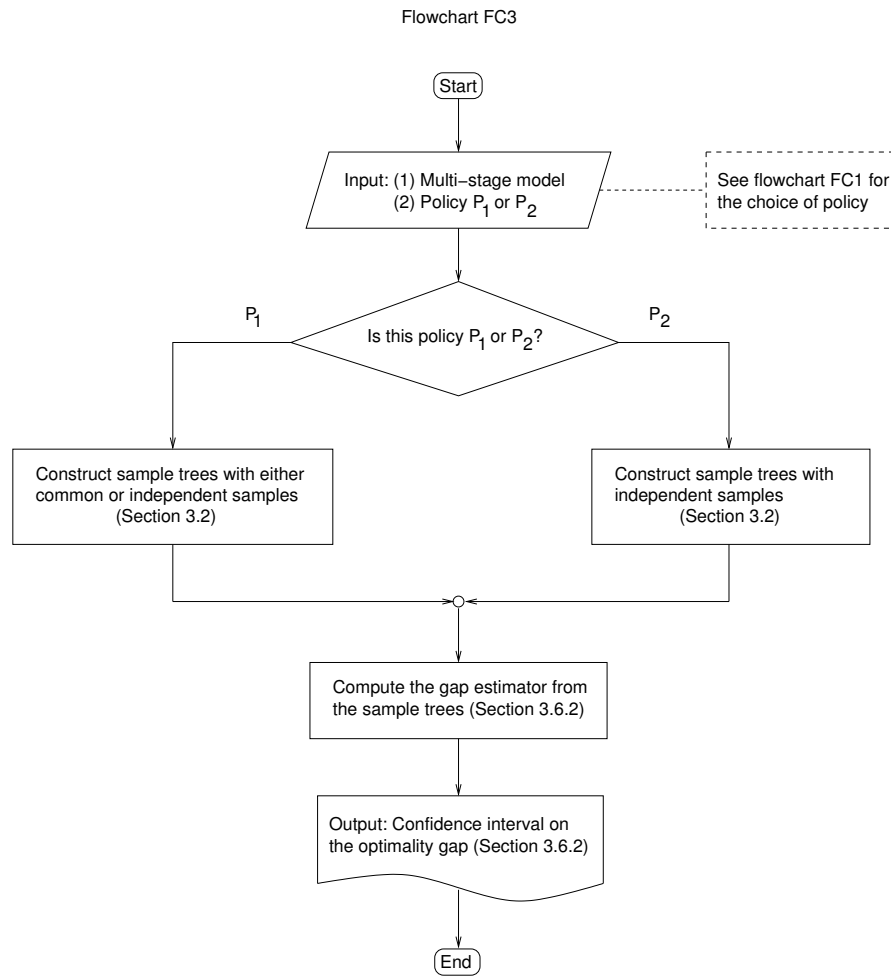 Flowchart FC3
Start
Input: (1) Multi−stage model
(2) Policy P1 or P2
See flowchart FC1 for
the choice of policy
P1
Is this policy P1 or P2?
P2
Construct sample trees with either
common or independent samples
(Section 3.2)
Construct sample trees with
independent samples
(Section 3.2)
Compute the gap estimator from
the sample trees (Section 3.6.2)
Output: Confidence interval on
the optimality gap (Section 3.6.2)
End